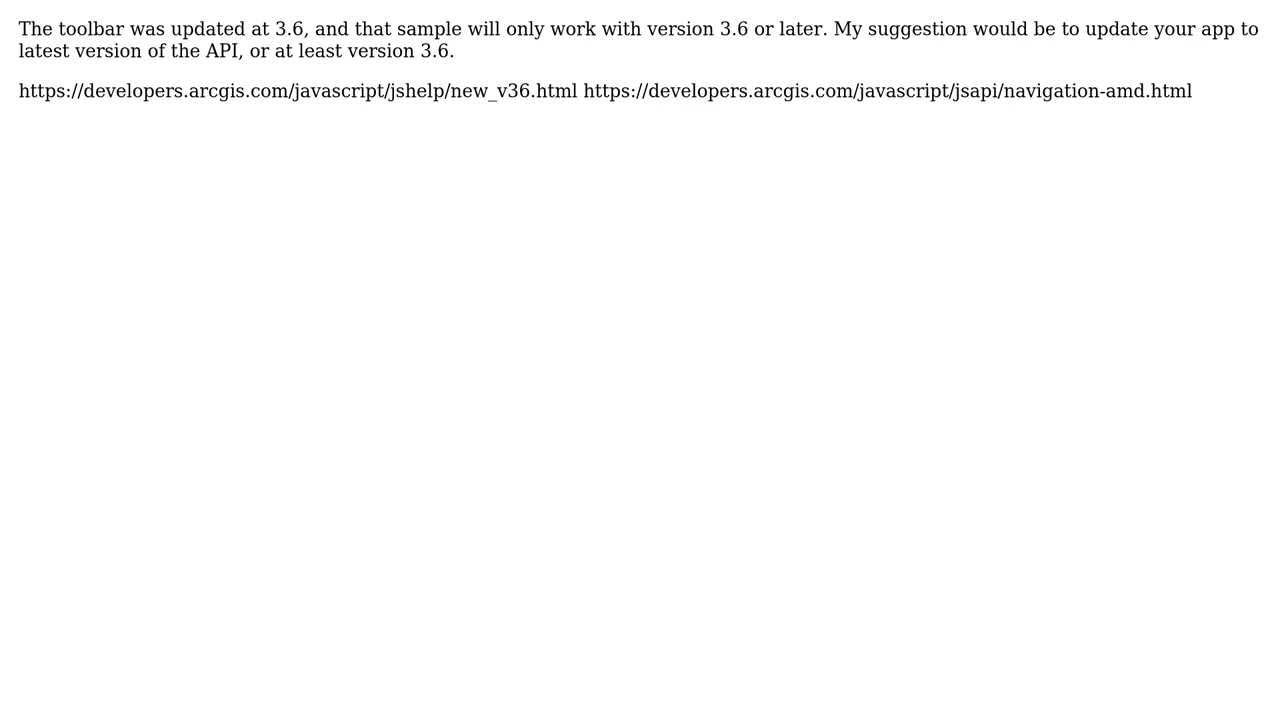 The toolbar was updated at 3.6, and that sample will only work with version 3.6 or later. My suggestion would be to update your app to
latest version of the API, or at least version 3.6.
https://developers.arcgis.com/javascript/jshelp/new_v36.html https://developers.arcgis.com/javascript/jsapi/navigation-amd.html